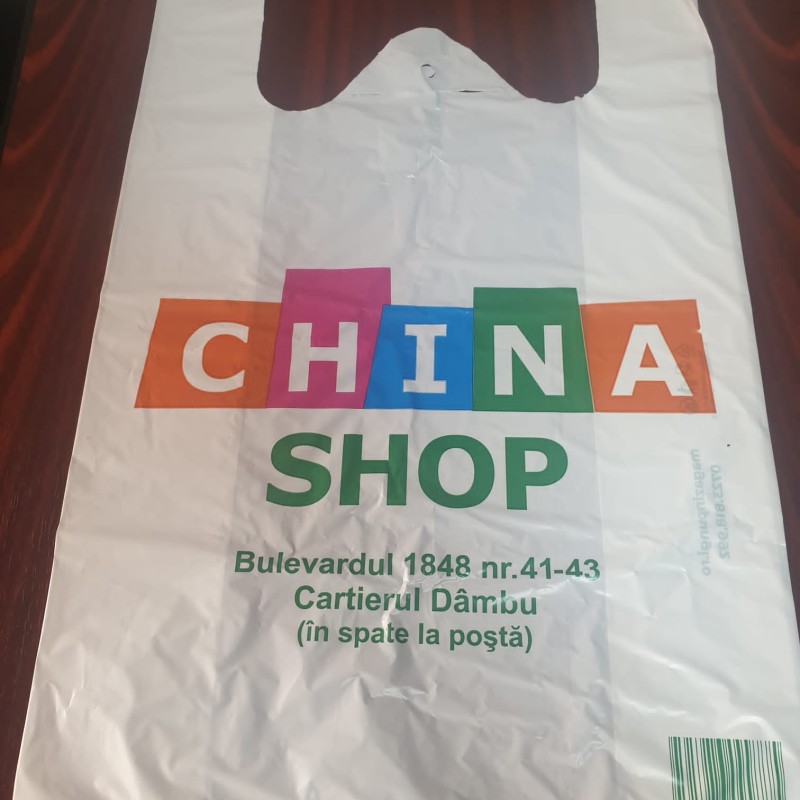 CHINA
SHOP
Bulevardul 1848 nr.41-43
Cartierul Dâmbu
(în spate la poştă)